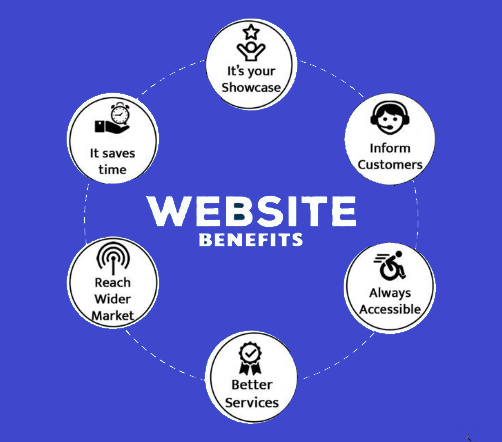 It's your
Showcase
It saves
time
Inform
Customers
WEBSITE
BENEFITS
Reach
Wider
Market
Always
Accessible
Better
Services